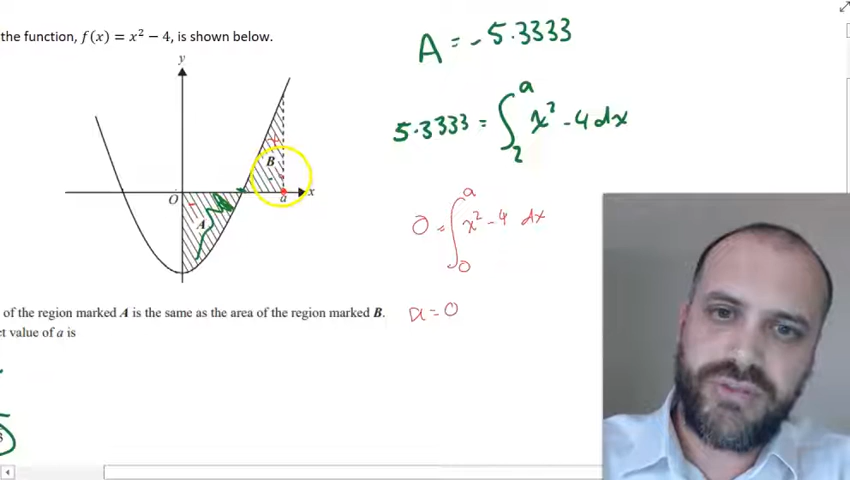 the function, f(x) = x² − 4, is shown below.
y
B
O
a
x
A
of the region marked A is the same as the area of the region marked B.
ct value of a is
A = -5.3333
5.3333 = ∫₂ᵃ x² - 4 dx
0 = ∫₀ᵃ x² - 4 dx
a = 0